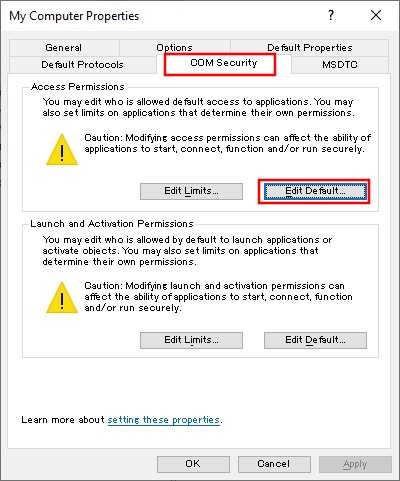 My Computer Properties
? ×
General Options Default Properties
Default Protocols COM Security MSDTC
Access Permissions
You may edit who is allowed default access to applications. You may
also set limits on applications that determine their own permissions.
Caution: Modifying access permissions can affect the ability of
applications to start, connect, function and/or run securely.
Edit Limits... Edit Default...
Launch and Activation Permissions
You may edit who is allowed by default to launch applications or
activate objects. You may also set limits on applications that
determine their own permissions.
Caution: Modifying launch and activation permissions can
affect the ability of applications to start, connect, function
and/or run securely.
Edit Limits... Edit Default...
Learn more about setting these properties.
OK Cancel Apply